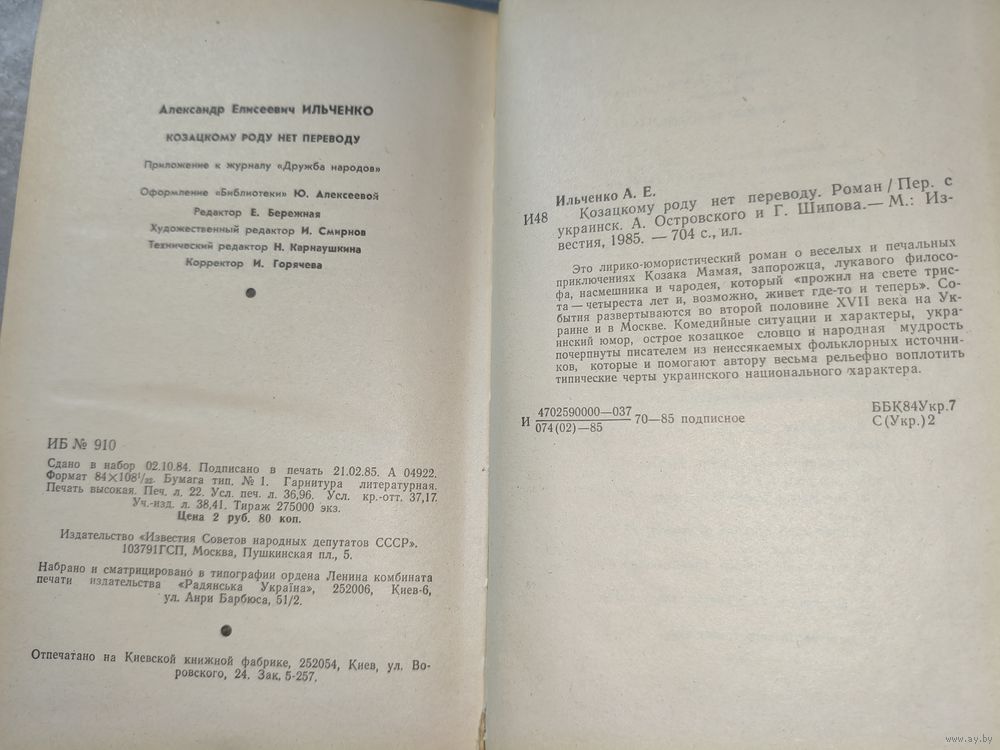 Александр Елисеевич ИЛЬЧЕНКО
КОЗАЦКОМУ РОДУ НЕТ ПЕРЕВОДУ
Приложение к журналу «Дружба народов»
Оформление «Библиотеки» Ю. Алексеевой
Редактор Е. Бережная
Художественный редактор И. Смирнов
Технический редактор Н. Карнаушкина
Корректор И. Горячева
ИБ № 910
Сдано в набор 02.10.84. Подписано в печать 21.02.85. А 04922.
Формат 84×108¹/₃₂. Бумага тип. № 1. Гарнитура литературная.
Печать высокая. Печ. л. 22. Усл. печ. л. 36,96. Усл. кр.-отт. 37,17.
Уч.-изд. л. 38,41. Тираж 275000 экз.
Цена 2 руб. 80 коп.
Издательство «Известия Советов народных депутатов СССР».
103791ГСП, Москва, Пушкинская пл., 5.
Набрано и сматрицировано в типографии ордена Ленина комбината
печати издательства «Радянська Україна», 252006, Киев-6,
ул. Анри Барбюса, 51/2.
Отпечатано на Киевской книжной фабрике, 252054, Киев, ул. Во-
ровского, 24. Зак. 5-257.
Ильченко А. Е.
И48 Козацкому роду нет переводу. Роман / Пер. с
украинск. А. Островского и Г. Шипова.— М.: Из-
вестия, 1985. — 704 с., ил.
Это лирико-юмористический роман о веселых и печальных
приключениях Козака Мамая, запорожца, лукавого филосо-
фа, насмешника и чародея, который «прожил на свете трис-
та — четыреста лет и, возможно, живет где-то и теперь». Со-
бытия развертываются во второй половине XVII века на Ук-
раине и в Москве. Комедийные ситуации и характеры, укра-
инский юмор, острое козацкое словцо и народная мудрость
почерпнуты писателем из неиссякаемых фольклорных источни-
ков, которые и помогают автору весьма рельефно воплотить
типические черты украинского национального характера.
И 4702590000—037
074(02)—85 70—85 подписное
ББК84Укр.7
С(Укр.)2
www.ay.by